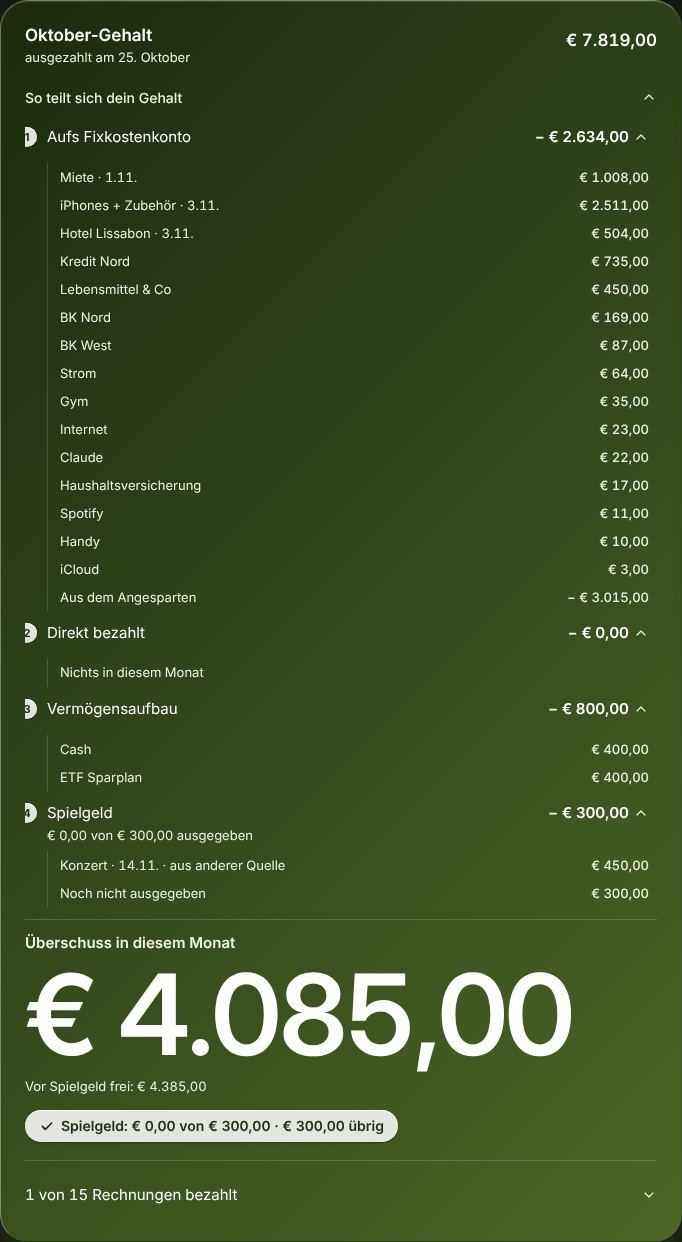 Oktober-Gehalt
€ 7.819,00
ausgezahlt am 25. Oktober
So teilt sich dein Gehalt
1 Aufs Fixkostenkonto – € 2.634,00
Miete · 1.11. € 1.008,00
iPhones + Zubehör · 3.11. € 2.511,00
Hotel Lissabon · 3.11. € 504,00
Kredit Nord € 735,00
Lebensmittel & Co € 450,00
BK Nord € 169,00
BK West € 87,00
Strom € 64,00
Gym € 35,00
Internet € 23,00
Claude € 22,00
Haushaltsversicherung € 17,00
Spotify € 11,00
Handy € 10,00
iCloud € 3,00
Aus dem Angesparten – € 3.015,00
2 Direkt bezahlt – € 0,00
Nichts in diesem Monat
3 Vermögensaufbau – € 800,00
Cash € 400,00
ETF Sparplan € 400,00
4 Spielgeld – € 300,00
€ 0,00 von € 300,00 ausgegeben
Konzert · 14.11. · aus anderer Quelle € 450,00
Noch nicht ausgegeben € 300,00
Überschuss in diesem Monat
€ 4.085,00
Vor Spielgeld frei: € 4.385,00
Spielgeld: € 0,00 von € 300,00 · € 300,00 übrig
1 von 15 Rechnungen bezahlt